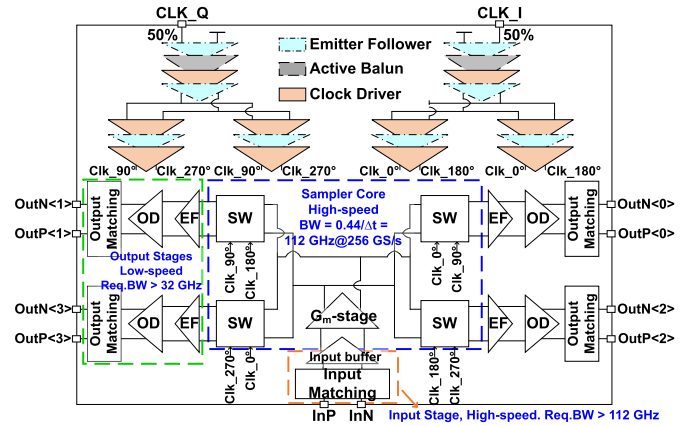 CLK_Q
CLK_I
50%
50%
Emitter Follower
Active Balun
Clock Driver
Clk_90°
Clk_270°
Clk_90°
Clk_270°
Clk_0°
Clk_180°
Clk_0°
Clk_180°
OutN<1>
OutP<1>
Output Matching
OD
EF
SW
Clk_90°
Clk_180°
Sampler Core
High-speed
BW = 0.44/Δt =
112 GHz@256 GS/s
SW
Clk_0°
Clk_90°
EF
OD
Output Matching
OutN<0>
OutP<0>
Output Stages
Low-speed
Req.BW > 32 GHz
OutN<3>
OutP<3>
Output Matching
OD
EF
SW
Clk_270°
Clk_0°
Gm-stage
Input buffer
Input
Matching
SW
Clk_180°
Clk_270°
EF
OD
Output Matching
OutN<2>
OutP<2>
InP
InN
Input Stage, High-speed. Req.BW > 112 GHz